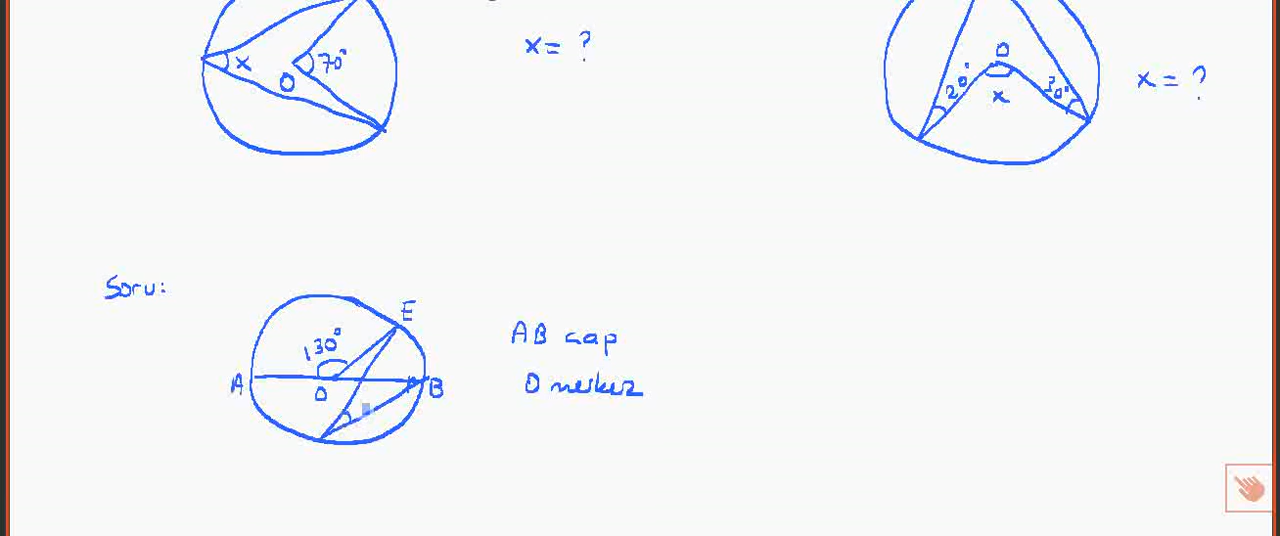 x
70°
O
x = ?
O
20°
30°
x
x = ?
Soru:
E
130°
A
O
B
AB çap
O merkez